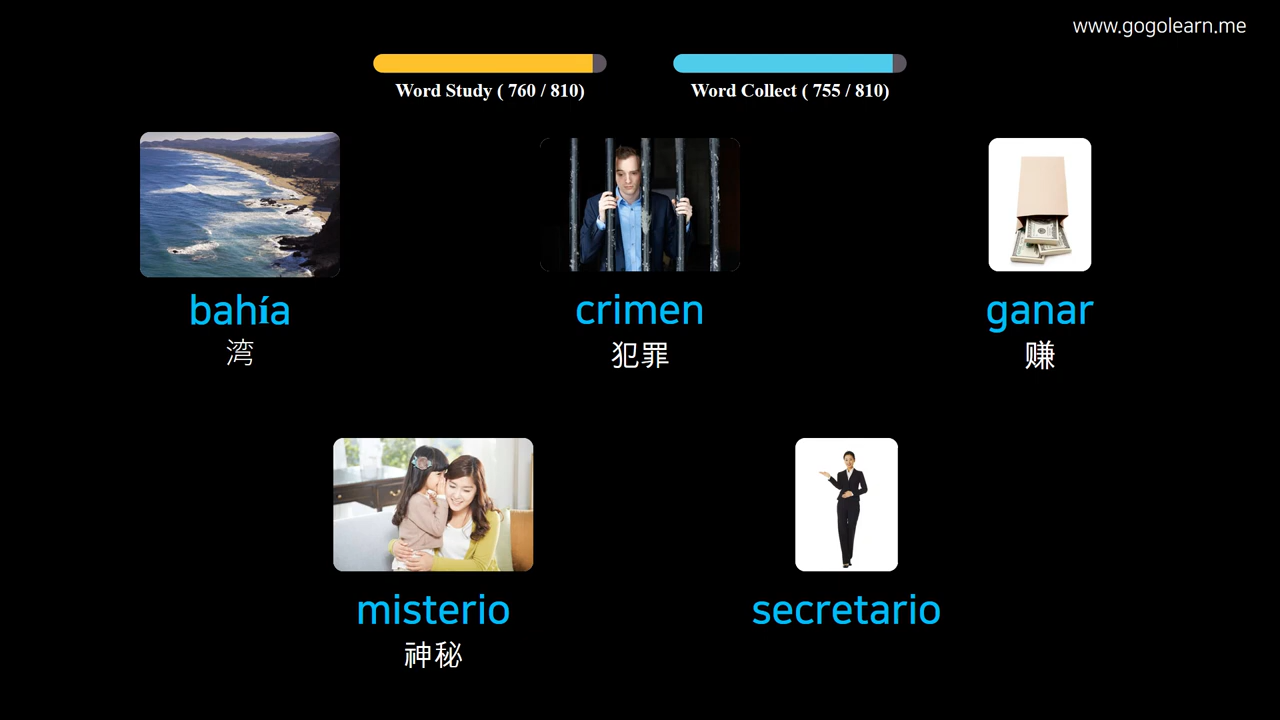 www.gogolearn.me
Word Study ( 760 / 810)
Word Collect ( 755 / 810)
bahía
crimen
ganar
湾
犯罪
赚
misterio
secretario
神秘